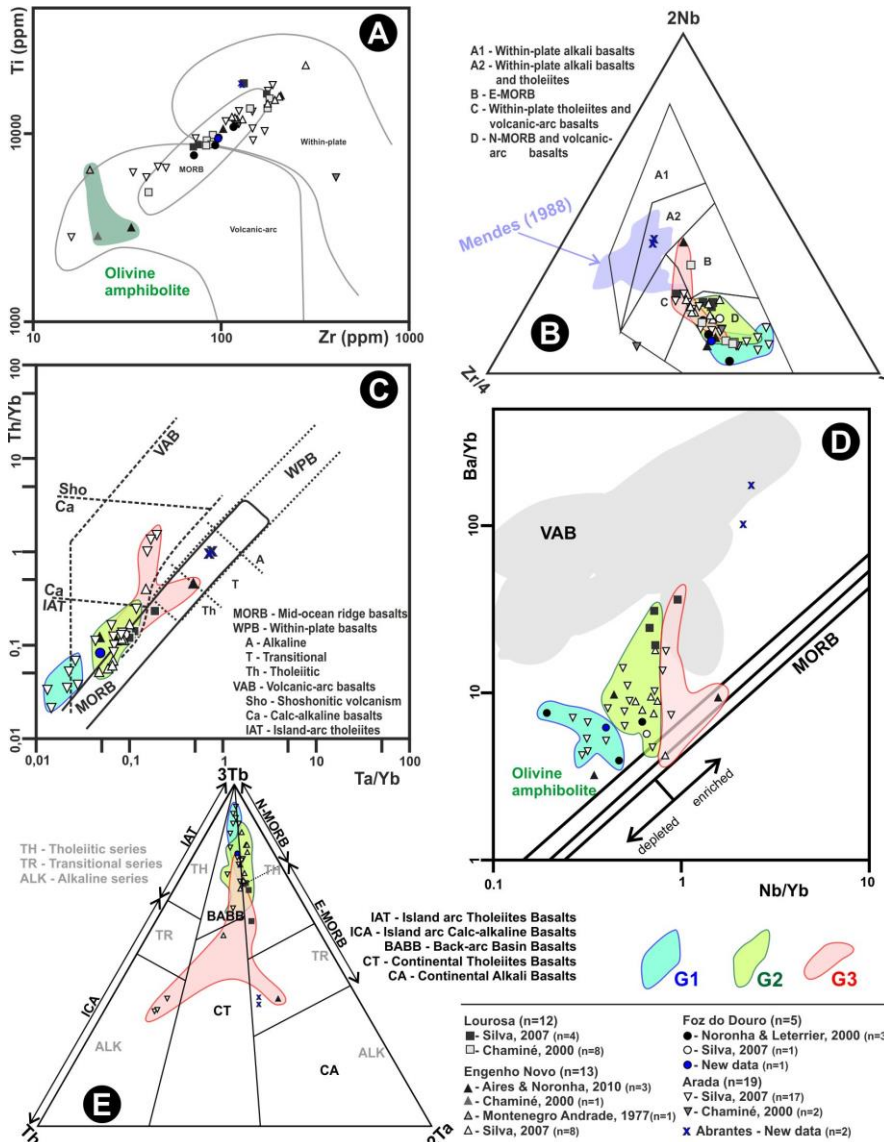 A
Ti (ppm)
10000
1000
10
100
1000
Zr (ppm)
Within-plate
MORB
Volcanic-arc
Olivine
amphibolite
2Nb
A1 - Within-plate alkali basalts
A2 - Within-plate alkali basalts
and tholeiites
B - E-MORB
C - Within-plate tholeiites and
volcanic-arc basalts
D - N-MORB and volcanic-
arc basalts
A1
A2
B
C
D
Mendes (1988)
B
Zr/4
C
Th/Yb
100
10
1
0,1
0,01
0,01
0,1
1
10
100
Ta/Yb
VAB
WPB
Sho
Ca
Ca
IAT
A
T
Th
MORB
MORB - Mid-ocean ridge basalts
WPB - Within-plate basalts
A - Alkaline
T - Transitional
Th - Tholeiitic
VAB - Volcanic-arc basalts
Sho - Shoshonitic volcanism
Ca - Calc-alkaline basalts
IAT - Island-arc tholeiites
D
Ba/Yb
100
10
1
0.1
1
10
Nb/Yb
VAB
MORB
Olivine
amphibolite
depleted
enriched
3Tb
TH - Tholeiitic series
TR - Transitional series
ALK - Alkaline series
IAT
N-MORB
TH
TH
BABB
TR
TR
E-MORB
ICA
CT
ALK
ALK
CA
E
Th
IAT - Island arc Tholeiites Basalts
ICA - Island arc Calc-alkaline Basalts
BABB - Back-arc Basin Basalts
CT - Continental Tholeiites Basalts
CA - Continental Alkali Basalts
G1
G2
G3
Lourosa (n=12)
- Silva, 2007 (n=4)
- Chaminé, 2000 (n=8)
Engenho Novo (n=13)
- Aires & Noronha, 2010 (n=3)
- Chaminé, 2000 (n=1)
- Montenegro Andrade, 1977(n=1)
- Silva, 2007 (n=8)
Foz do Douro (n=5)
- Noronha & Leterrier, 2000 (n=3
- Silva, 2007 (n=1)
- New data (n=1)
Arada (n=19)
- Silva, 2007 (n=17)
- Chaminé, 2000 (n=2)
x Abrantes - New data (n=2)